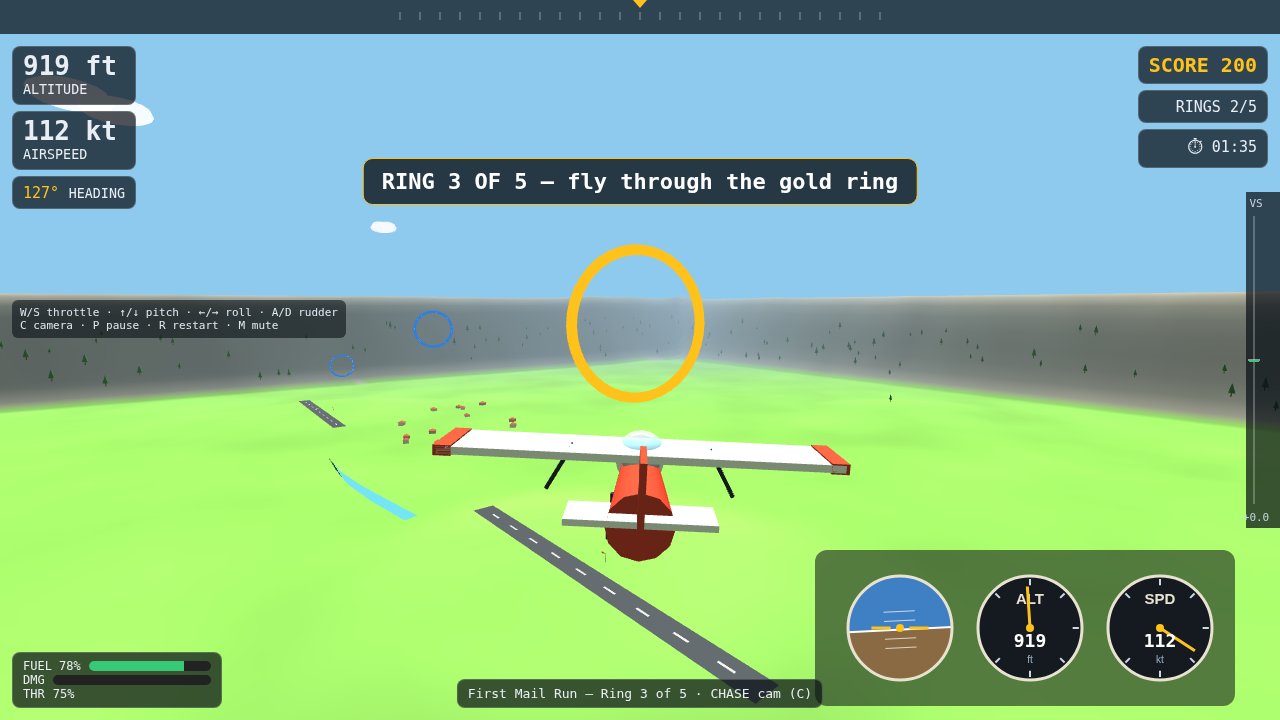 919 ft
ALTITUDE
112 kt
AIRSPEED
127° HEADING
SCORE 200
RINGS 2/5
⏱ 01:35
RING 3 OF 5 — fly through the gold ring
VS
W/S throttle · ↑/↓ pitch · ←/→ roll · A/D rudder
C camera · P pause · R restart · M mute
+0.0
ALT
919
ft
SPD
112
kt
FUEL 78%
DMG
THR 75%
First Mail Run — Ring 3 of 5 · CHASE cam (C)